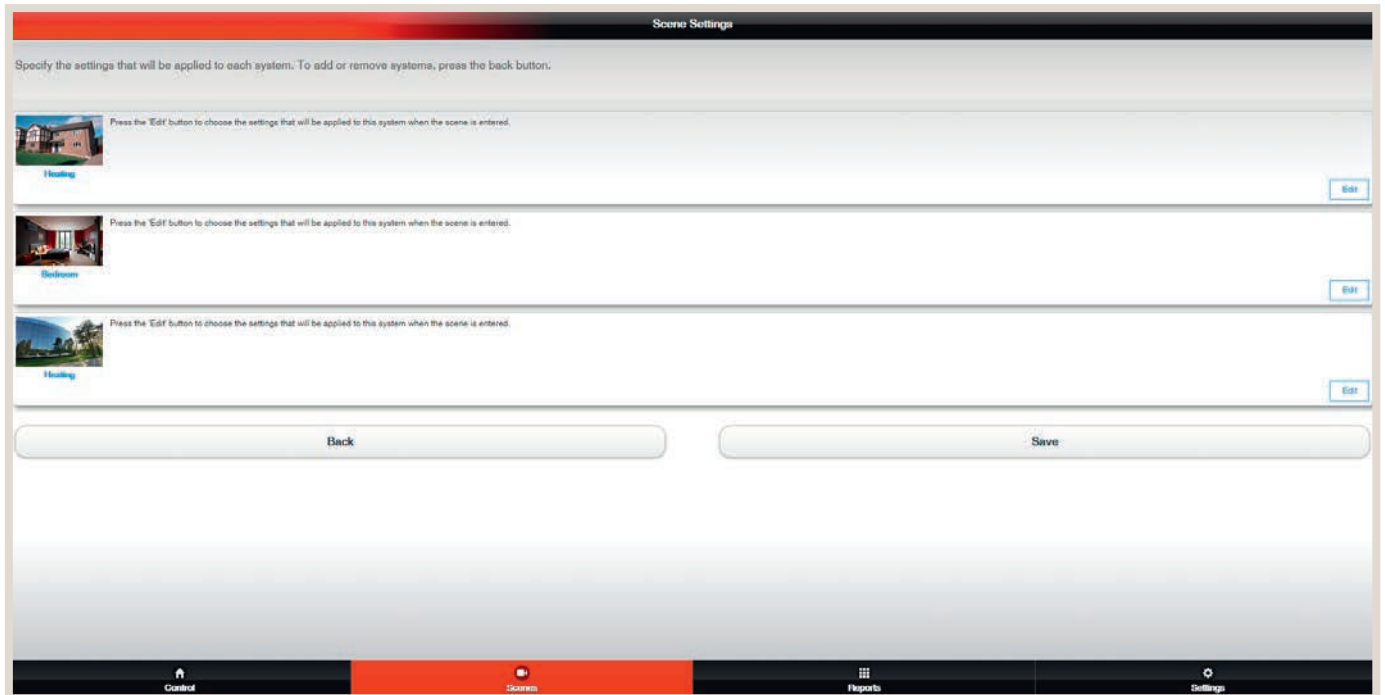 Scene Settings
Specify the settings that will be applied to each system. To add or remove systems, press the back button.
Press the 'Edit' button to choose the settings that will be applied to this system when the scene is entered.
Heating
Edit
Press the 'Edit' button to choose the settings that will be applied to this system when the scene is entered.
Bedroom
Edit
Press the 'Edit' button to choose the settings that will be applied to this system when the scene is entered.
Heating
Edit
Back
Save
Control
Scenes
Reports
Settings